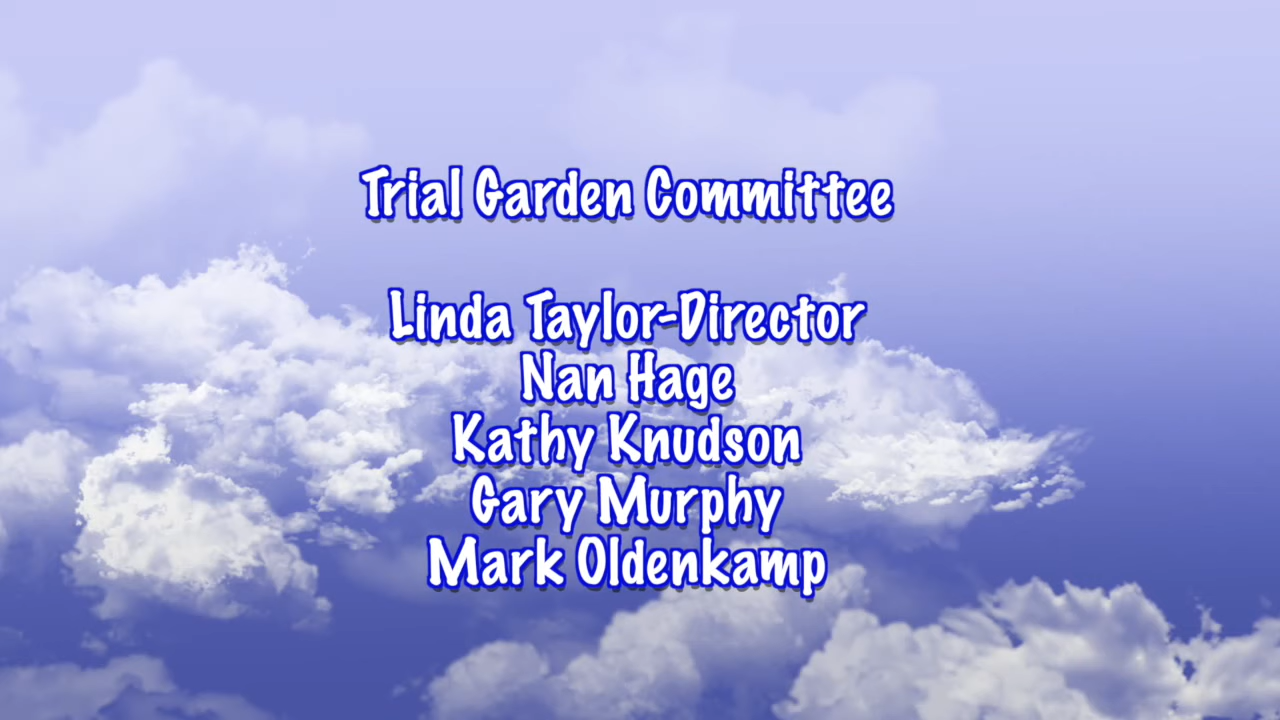 Trial Garden Committee
Linda Taylor-Director
Nan Hage
Kathy Knudson
Gary Murphy
Mark Oldenkamp